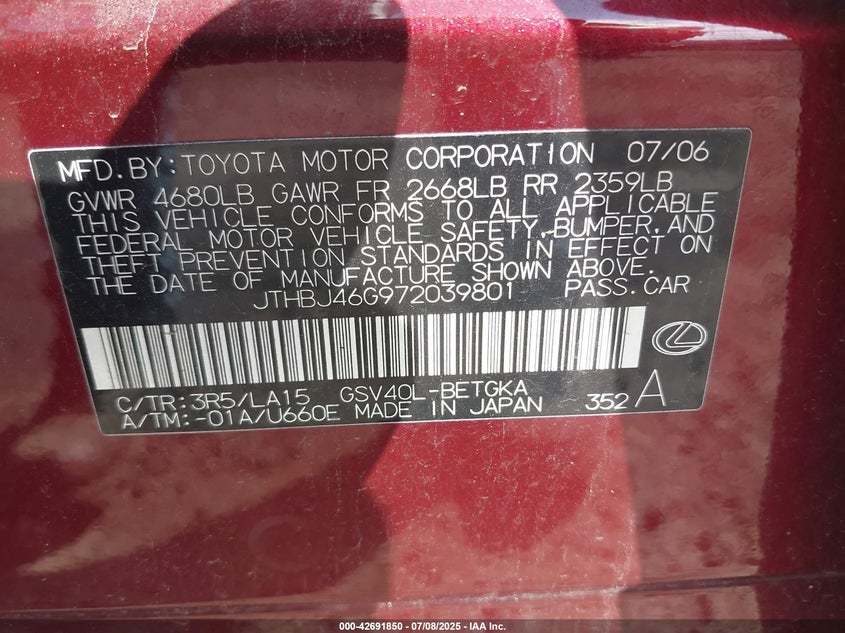 MFD. BY: TOYOTA MOTOR CORPORATION 07/06
GVWR 4680LB GAWR FR 2668LB RR 2359LB
THIS VEHICLE CONFORMS TO ALL APPLICABLE
FEDERAL MOTOR VEHICLE SAFETY, BUMPER, AND
THEFT PREVENTION STANDARDS IN EFFECT ON
THE DATE OF MANUFACTURE SHOWN ABOVE.
JTHBJ46G972039801 PASS.CAR
C/TR: 3R5/LA15 GSV40L-BETGKA
A/TM:-01A/U660E MADE IN JAPAN 352 A
000-42691850 / 07/08/2025 - IAA Inc.